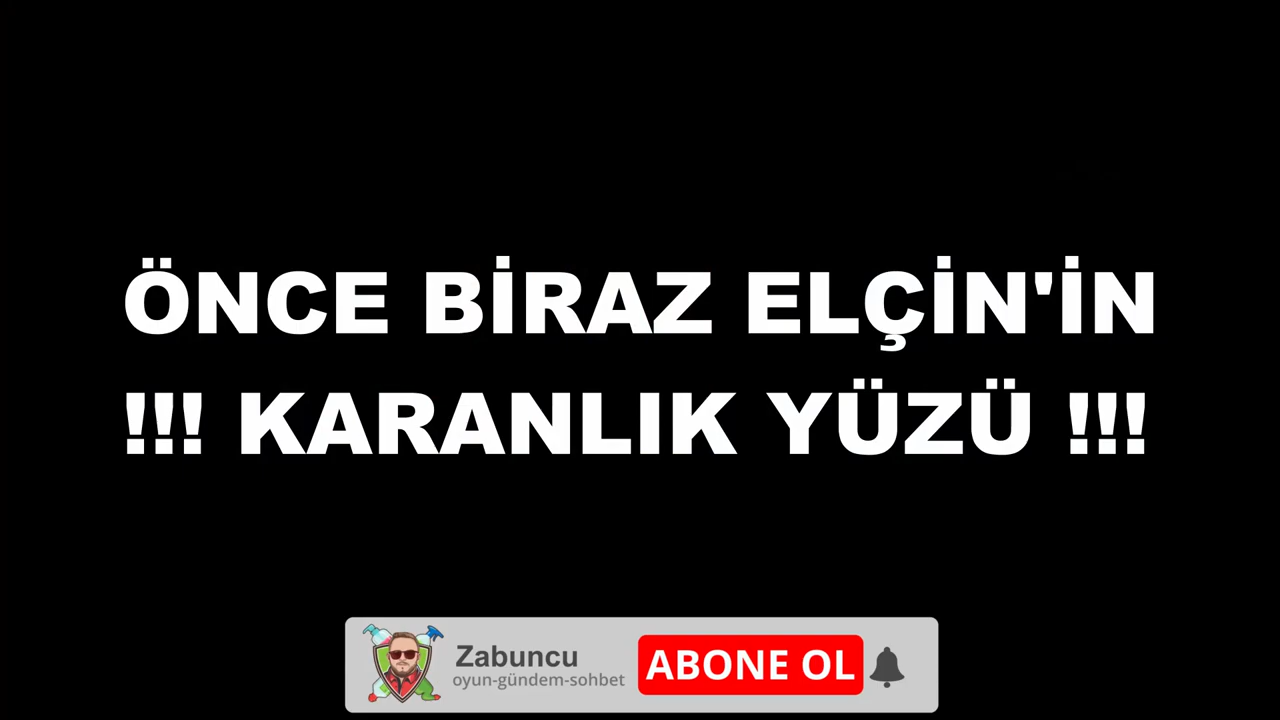 ÖNCE BİRAZ ELÇİN'İN
!!! KARANLIK YÜZÜ !!!
Zabuncu
oyun-gündem-sohbet
ABONE OL